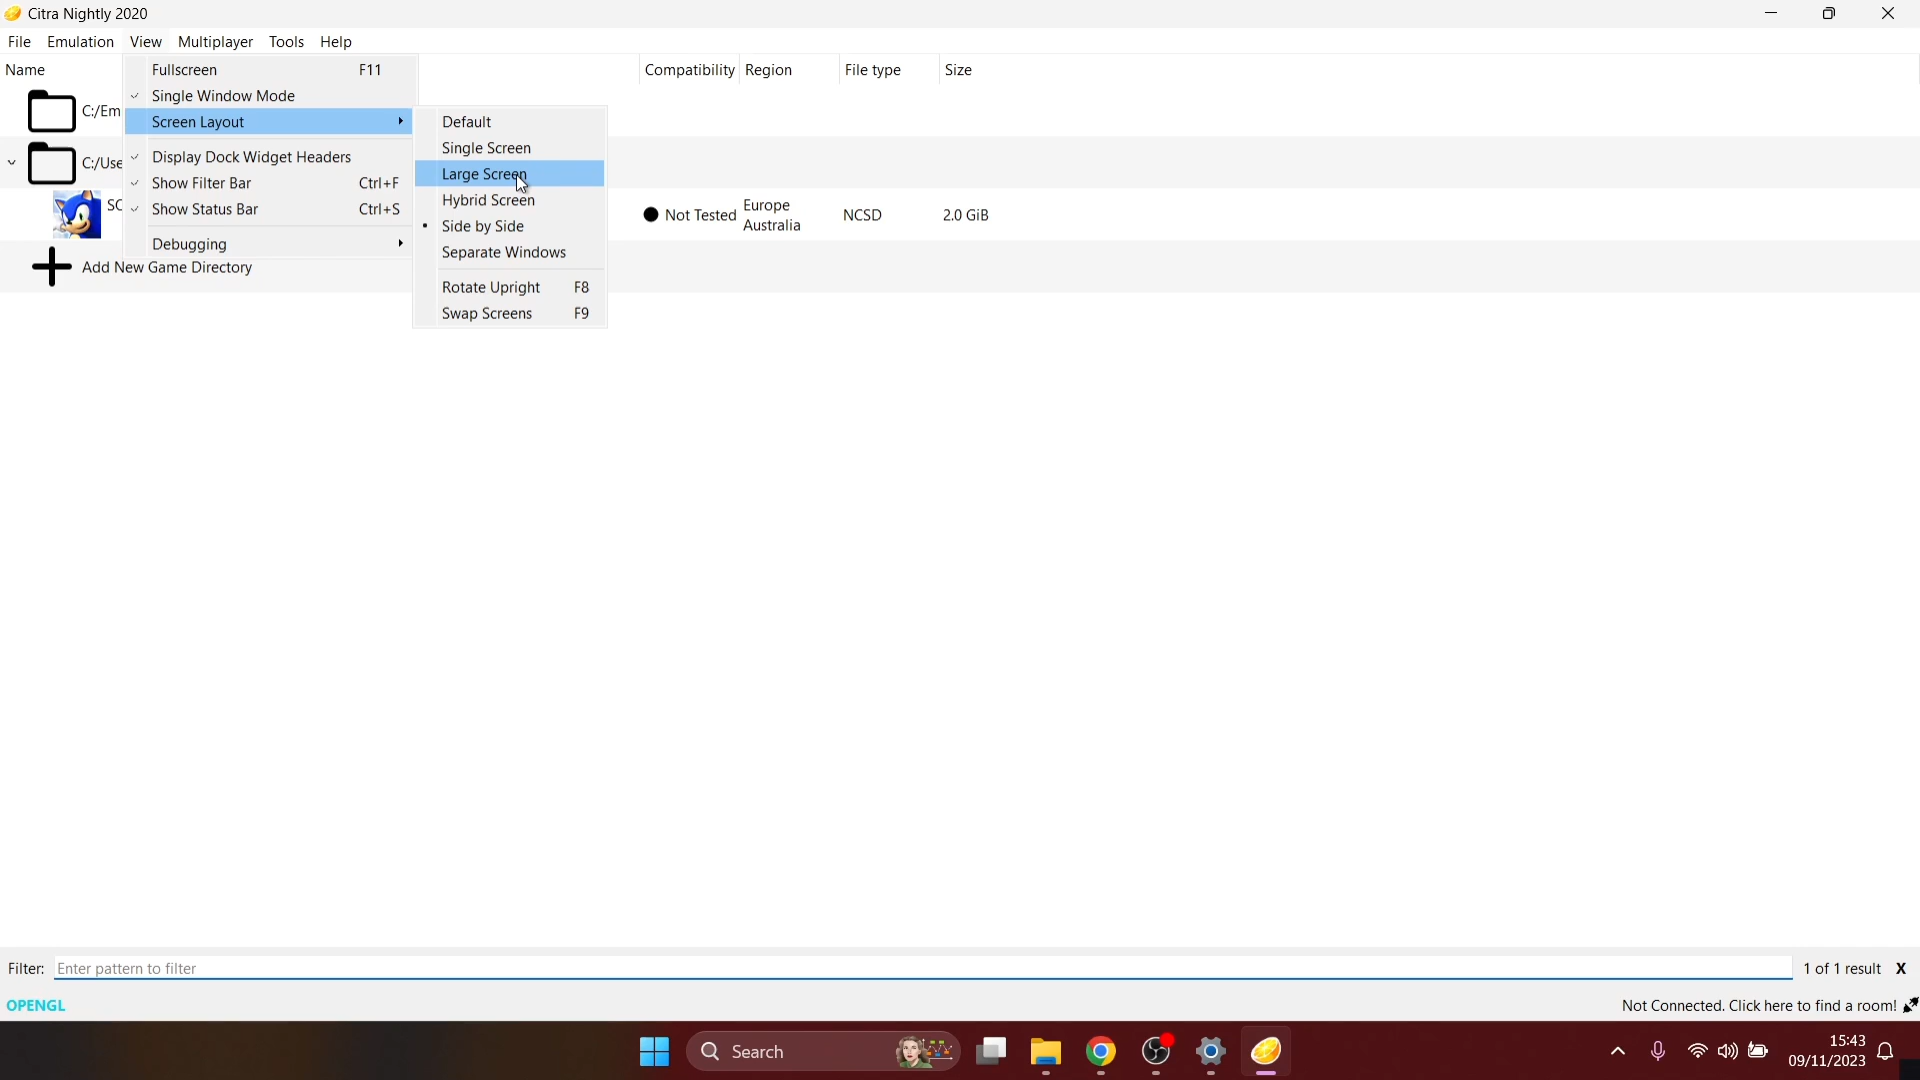 Citra Nightly 2020
File Emulation View Multiplayer Tools Help
Name Compatibility Region File type Size
Fullscreen F11
Single Window Mode
C:/Em
Screen Layout
Default
Single Screen
Display Dock Widget Headers
C:/Use
Large Screen
Show Filter Bar Ctrl+F
Hybrid Screen
Show Status Bar Ctrl+S
SC
Side by Side
Not Tested Europe
Australia NCSD 2.0 GiB
Debugging
Separate Windows
Add New Game Directory
Rotate Upright F8
Swap Screens F9
Filter: Enter pattern to filter 1 of 1 result X
OPENGL Not Connected. Click here to find a room!
Search
15:43
09/11/2023